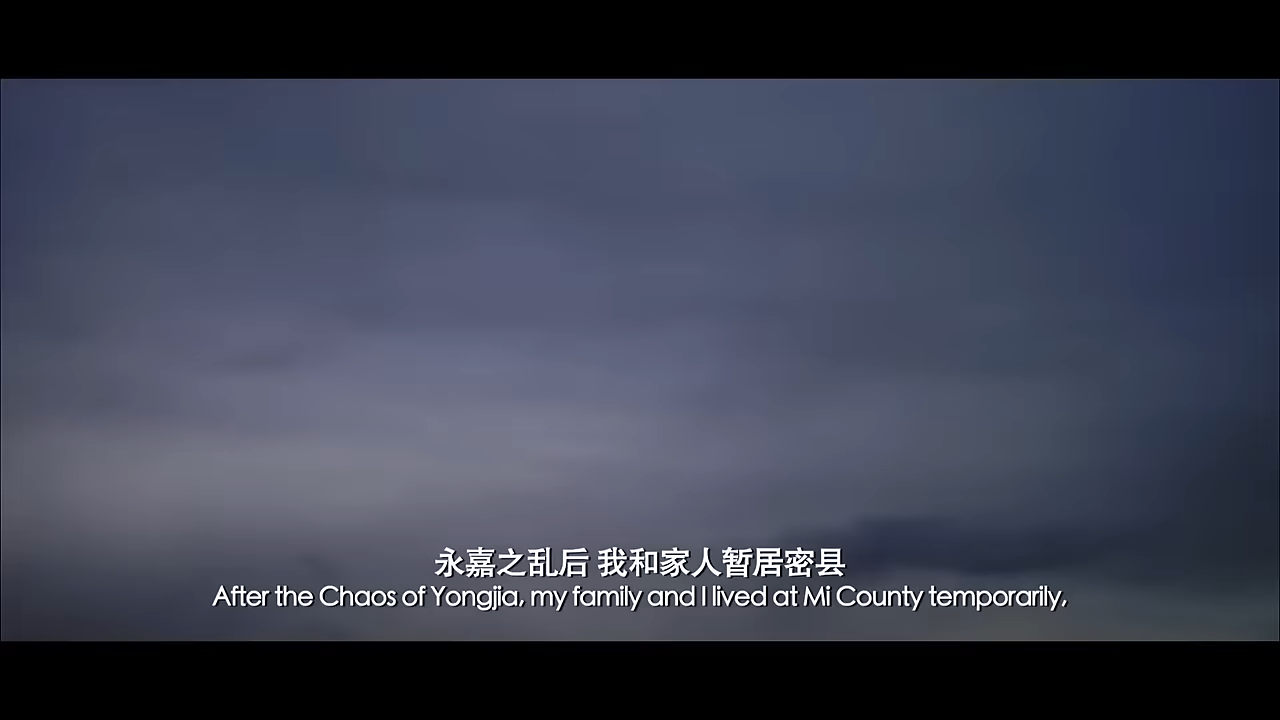 永嘉之乱后 我和家人暂居密县
After the Chaos of Yongjia, my family and I lived at Mi County temporarily,